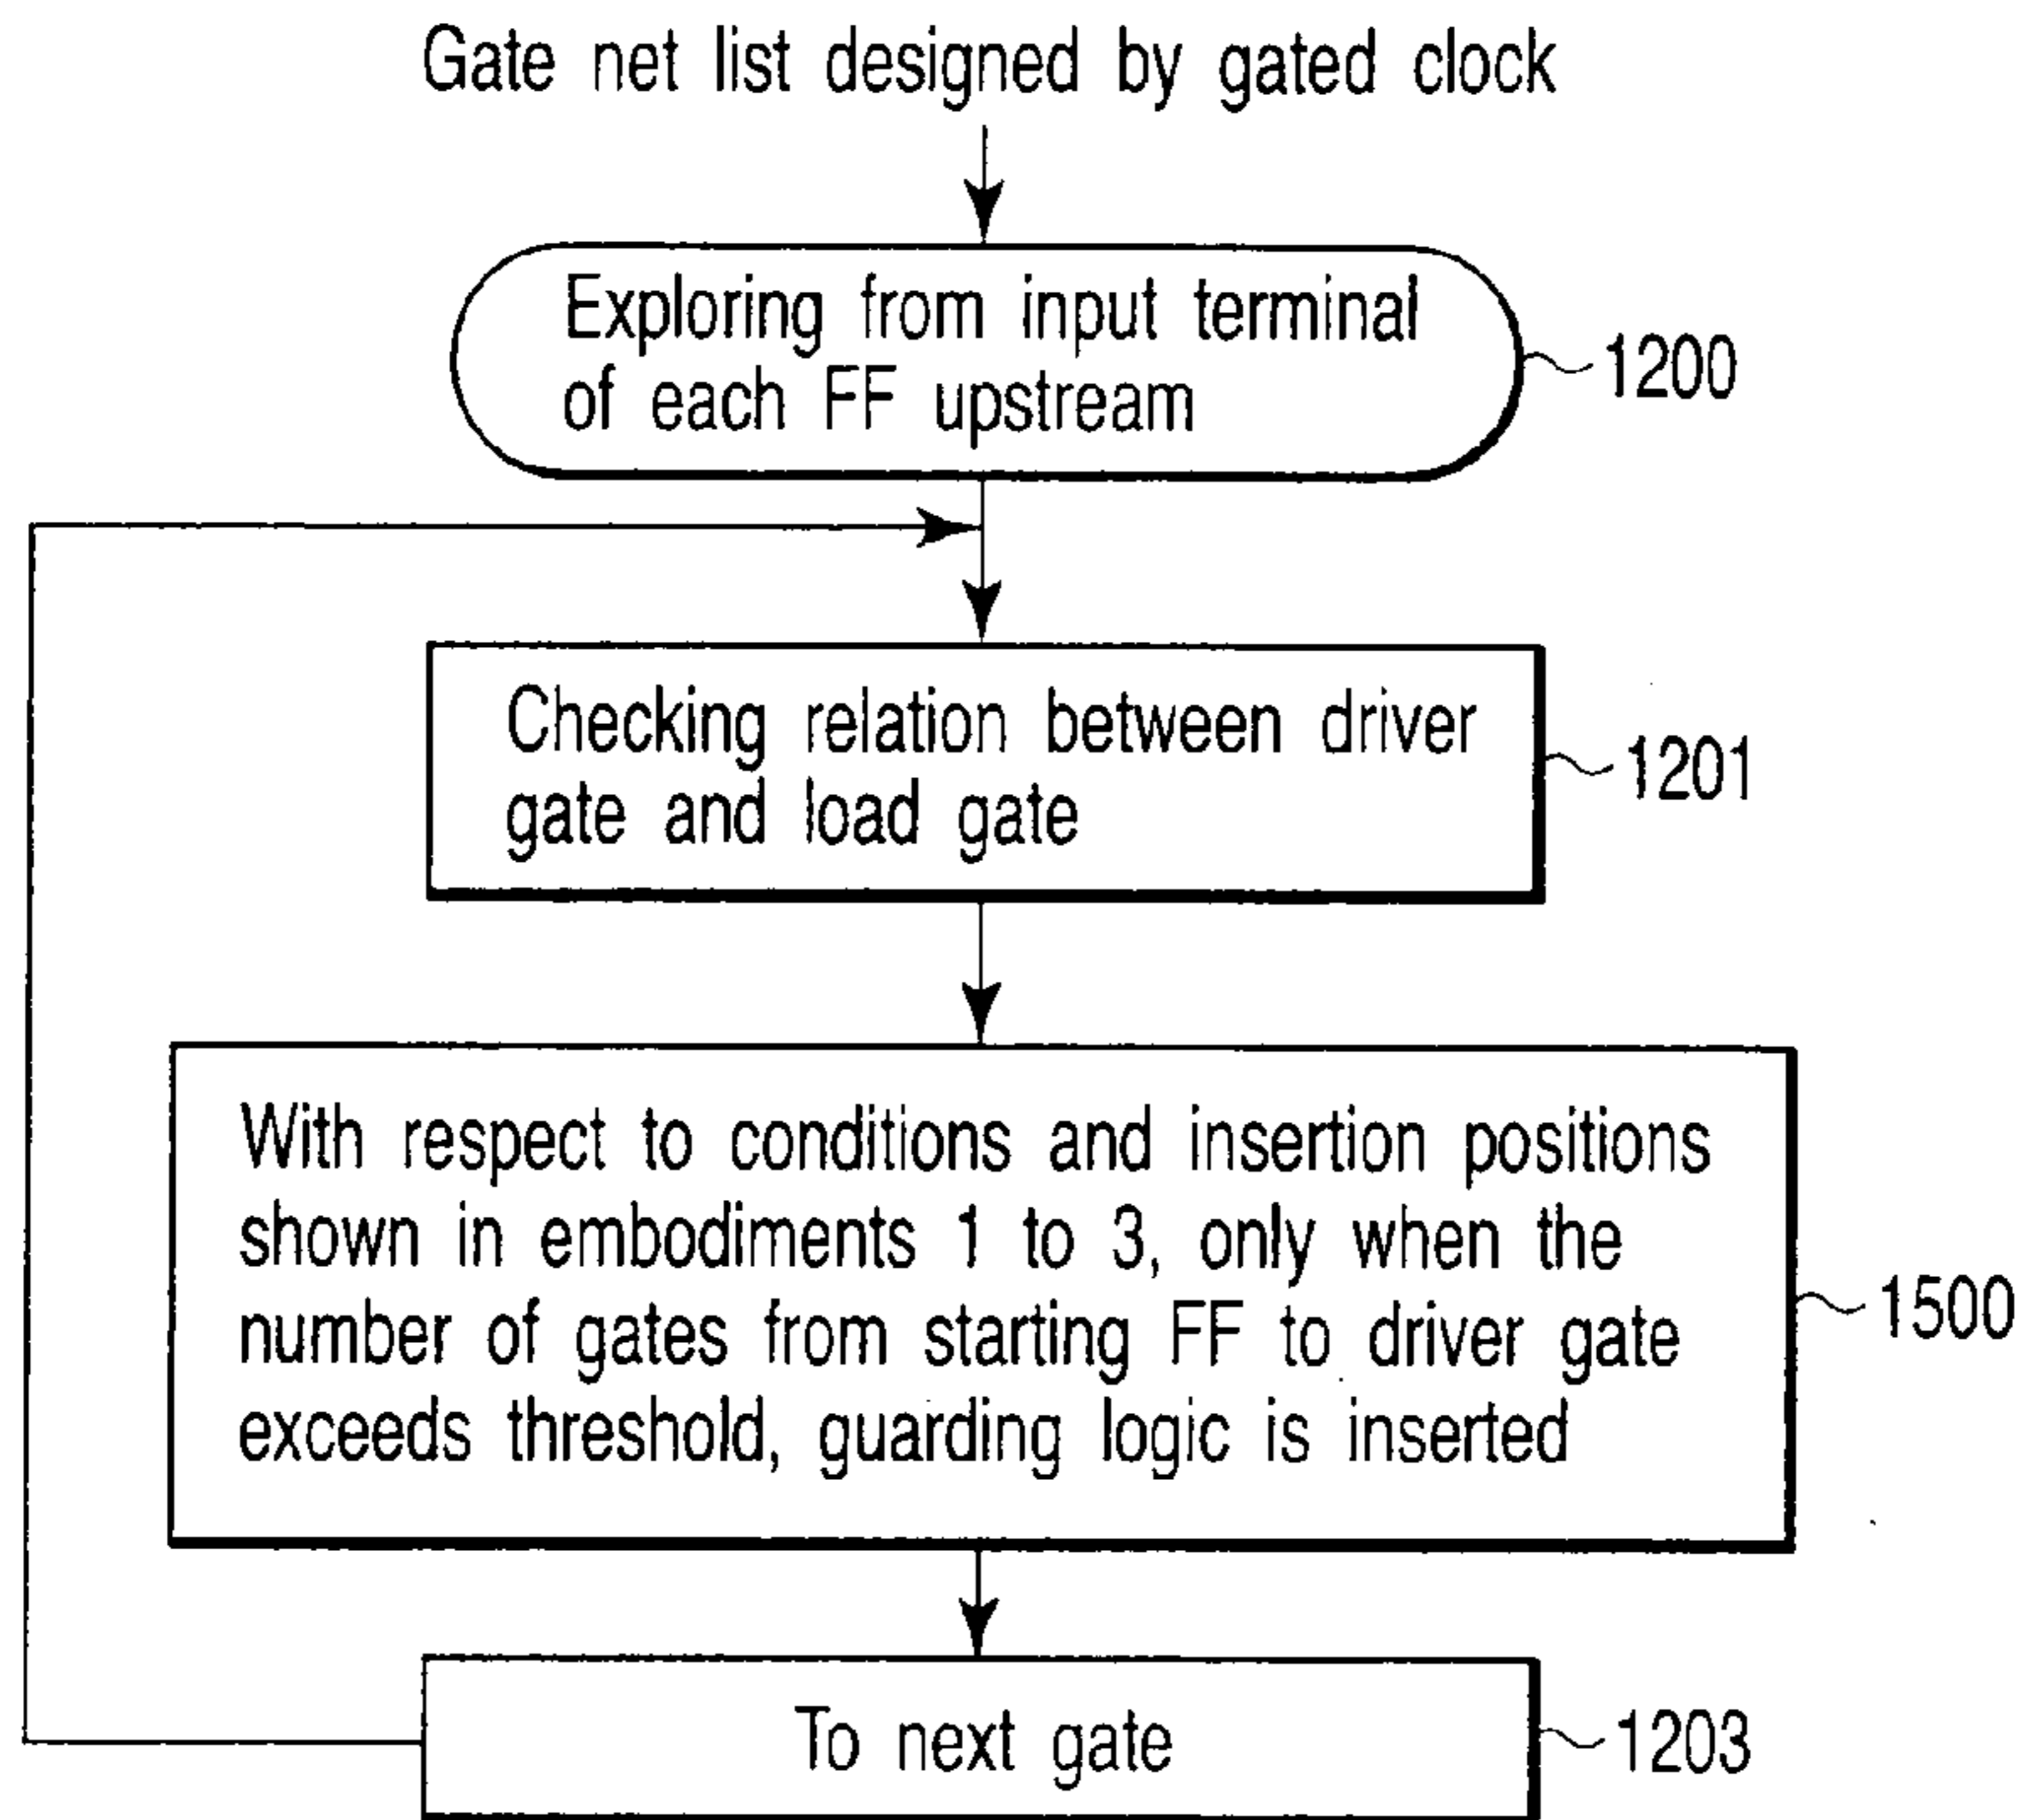 Gate net list designed by gated clock
Exploring from input terminal
of each FF upstream
1200
Checking relation between driver
gate and load gate
1201
With respect to conditions and insertion positions
shown in embodiments 1 to 3, only when the
number of gates from starting FF to driver gate
exceeds threshold, guarding logic is inserted
1500
To next gate
1203